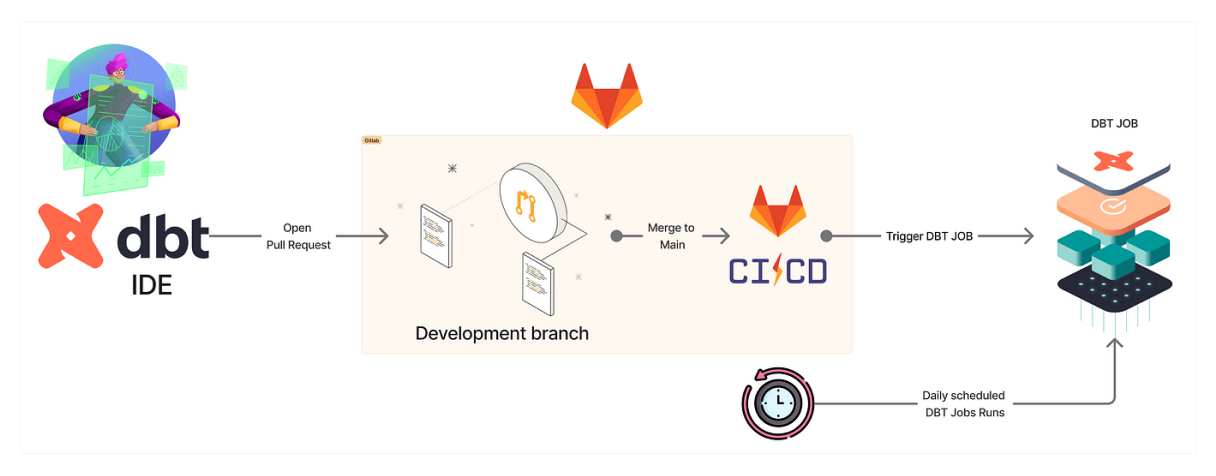 dbt
IDE
Open
Pull Request
Gitlab
Development branch
Merge to
Main
CI CD
Trigger DBT JOB
DBT JOB
Daily scheduled
DBT Jobs Runs